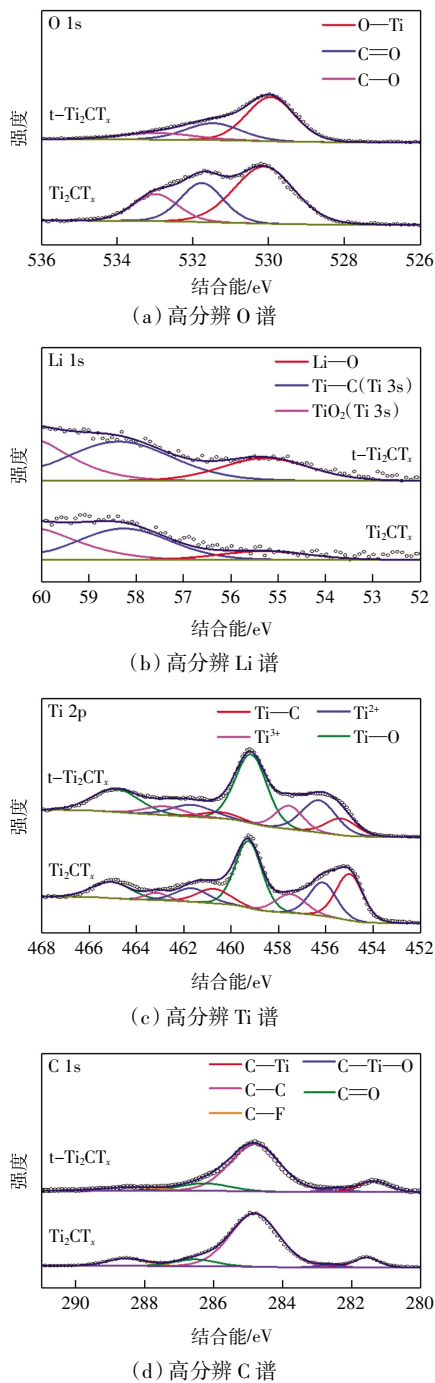 O 1s
O—Ti
C=O
C—O
t-Ti₂CTₓ
Ti₂CTₓ
强度
536 534 532 530 528 526
结合能/eV
(a) 高分辨 O 谱
Li 1s
Li—O
Ti—C(Ti 3s)
TiO₂(Ti 3s)
t-Ti₂CTₓ
Ti₂CTₓ
强度
60 59 58 57 56 55 54 53 52
结合能/eV
(b) 高分辨 Li 谱
Ti 2p
Ti—C Ti²⁺
Ti³⁺ Ti—O
t-Ti₂CTₓ
Ti₂CTₓ
强度
468 466 464 462 460 458 456 454 452
结合能/eV
(c) 高分辨 Ti 谱
C 1s
C—Ti C—Ti—O
C—C C=O
C—F
t-Ti₂CTₓ
Ti₂CTₓ
强度
290 288 286 284 282 280
结合能/eV
(d) 高分辨 C 谱